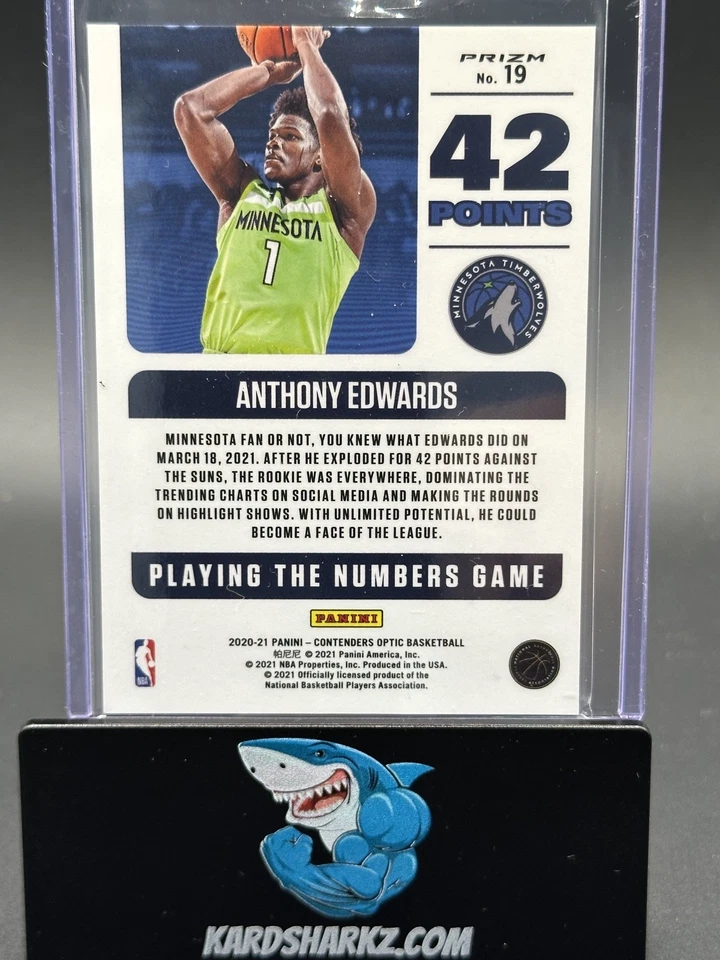 PRIZM
No. 19
42
POINTS
MINNESOTA
1
MINNESOTA TIMBERWOLVES
ANTHONY EDWARDS
MINNESOTA FAN OR NOT, YOU KNEW WHAT EDWARDS DID ON
MARCH 18, 2021. AFTER HE EXPLODED FOR 42 POINTS AGAINST
THE SUNS, THE ROOKIE WAS EVERYWHERE, DOMINATING THE
TRENDING CHARTS ON SOCIAL MEDIA AND MAKING THE ROUNDS
ON HIGHLIGHT SHOWS. WITH UNLIMITED POTENTIAL, HE COULD
BECOME A FACE OF THE LEAGUE.
PLAYING THE NUMBERS GAME
PANINI
2020-21 PANINI – CONTENDERS OPTIC BASKETBALL
帕尼尼 © 2021 Panini America, Inc.
© 2021 NBA Properties, Inc. Produced in the USA.
© 2021 Officially licensed product of the
National Basketball Players Association.
NBA
KARDSHARKZ.COM